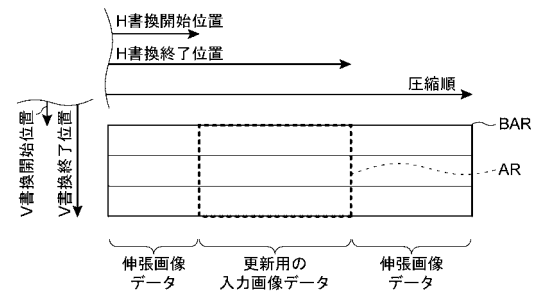 H書換開始位置
H書換終了位置
圧縮順
V書換開始位置
V書換終了位置
BAR
AR
伸張画像
データ
更新用の
入力画像データ
伸張画像
データ